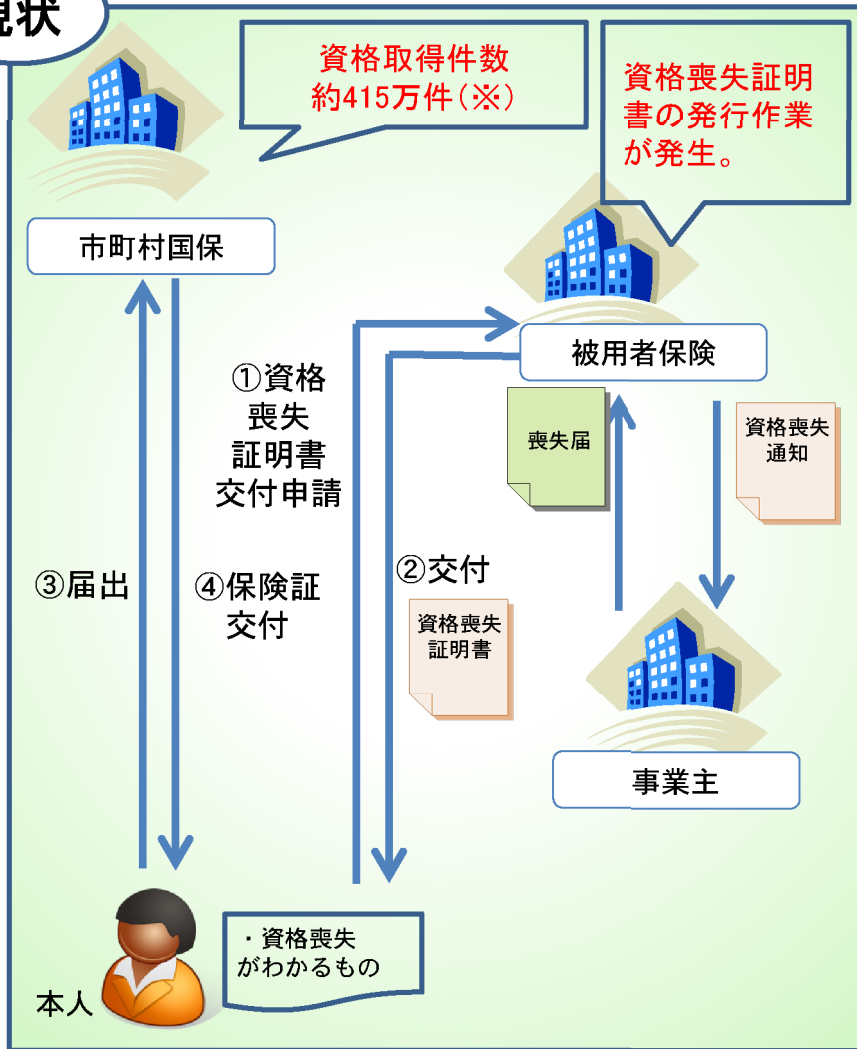 現状
資格取得件数
約415万件(※)
資格喪失証明
書の発行作業
が発生。
市町村国保
被用者保険
①資格
喪失
証明書
交付申請
喪失届
資格喪失
通知
③届出
④保険証
交付
②交付
資格喪失
証明書
事業主
・資格喪失
がわかるもの
本人